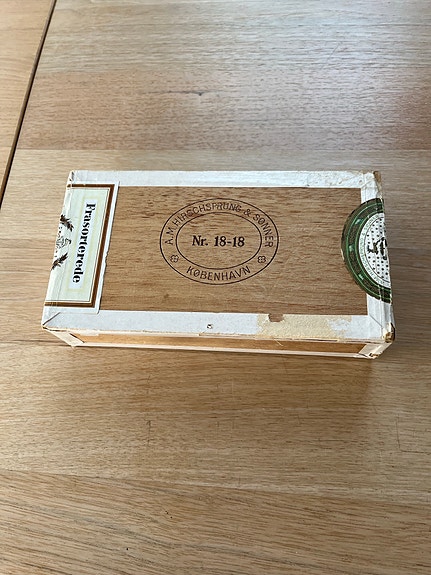 A.M. HIRSCHSPRUNG & SØNNER
Nr. 18-18
KØBENHAVN
Frasorterede